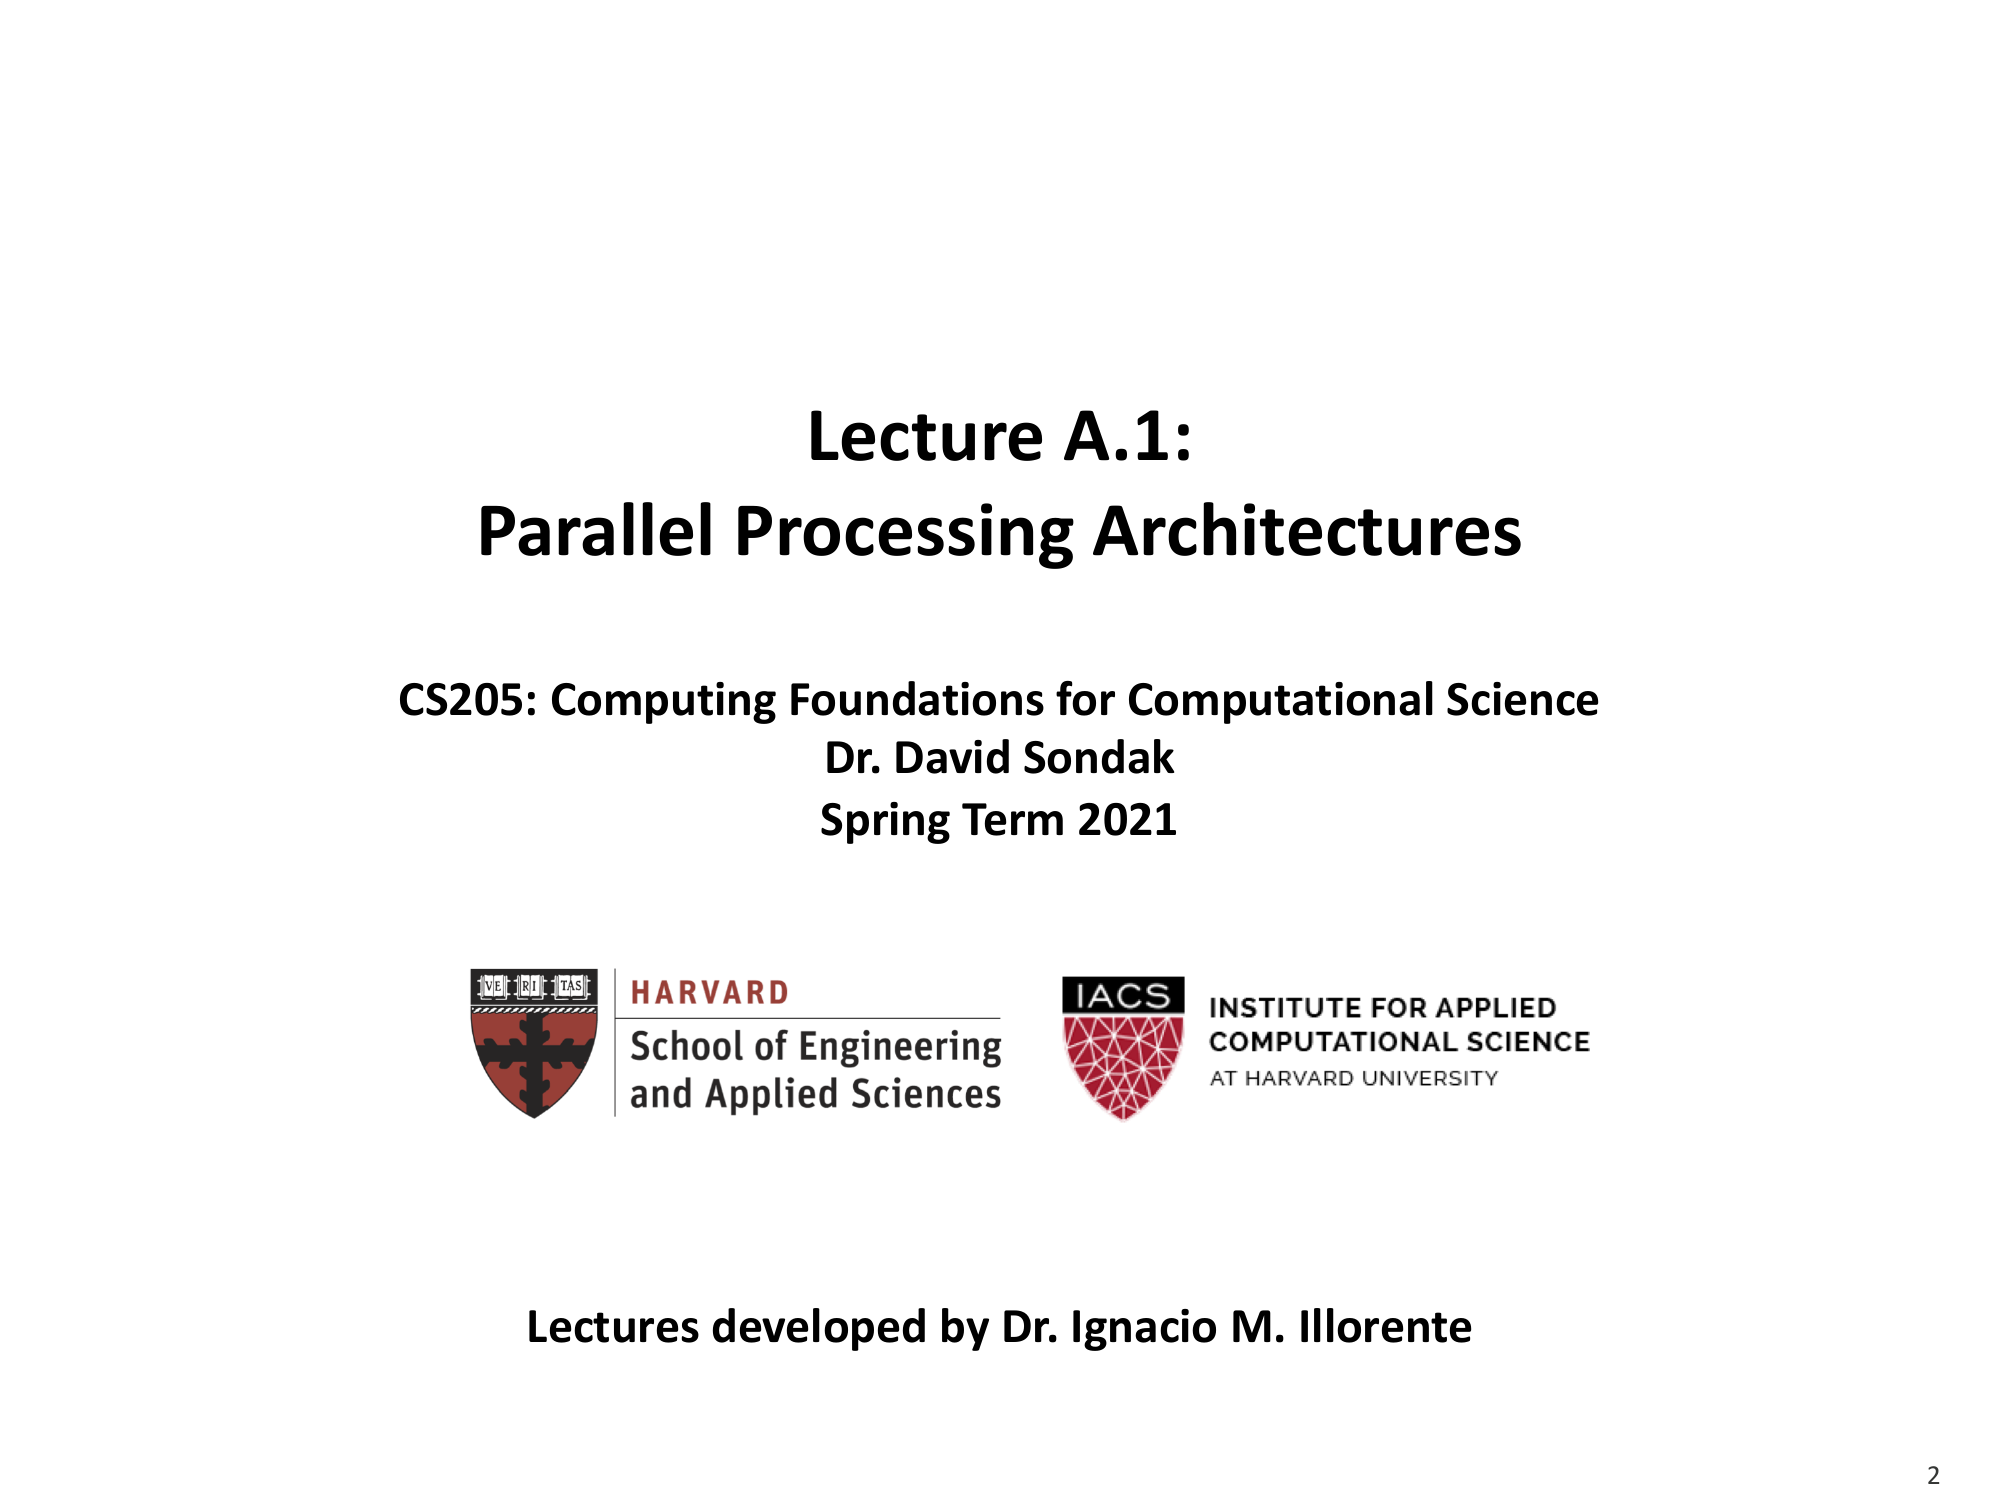 Lecture A.1:
Parallel Processing Architectures
CS205: Computing Foundations for Computational Science
Dr. David Sondak
Spring Term 2021
VE RI TAS
HARVARD
School of Engineering
and Applied Sciences
IACS
INSTITUTE FOR APPLIED
COMPUTATIONAL SCIENCE
AT HARVARD UNIVERSITY
Lectures developed by Dr. Ignacio M. Illorente
2